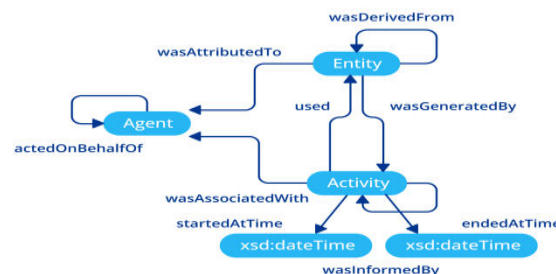 wasDerivedFrom
wasAttributedTo
Entity
used
wasGeneratedBy
Agent
actedOnBehalfOf
Activity
wasAssociatedWith
startedAtTime
endedAtTime
xsd:dateTime
xsd:dateTime
wasInformedBy